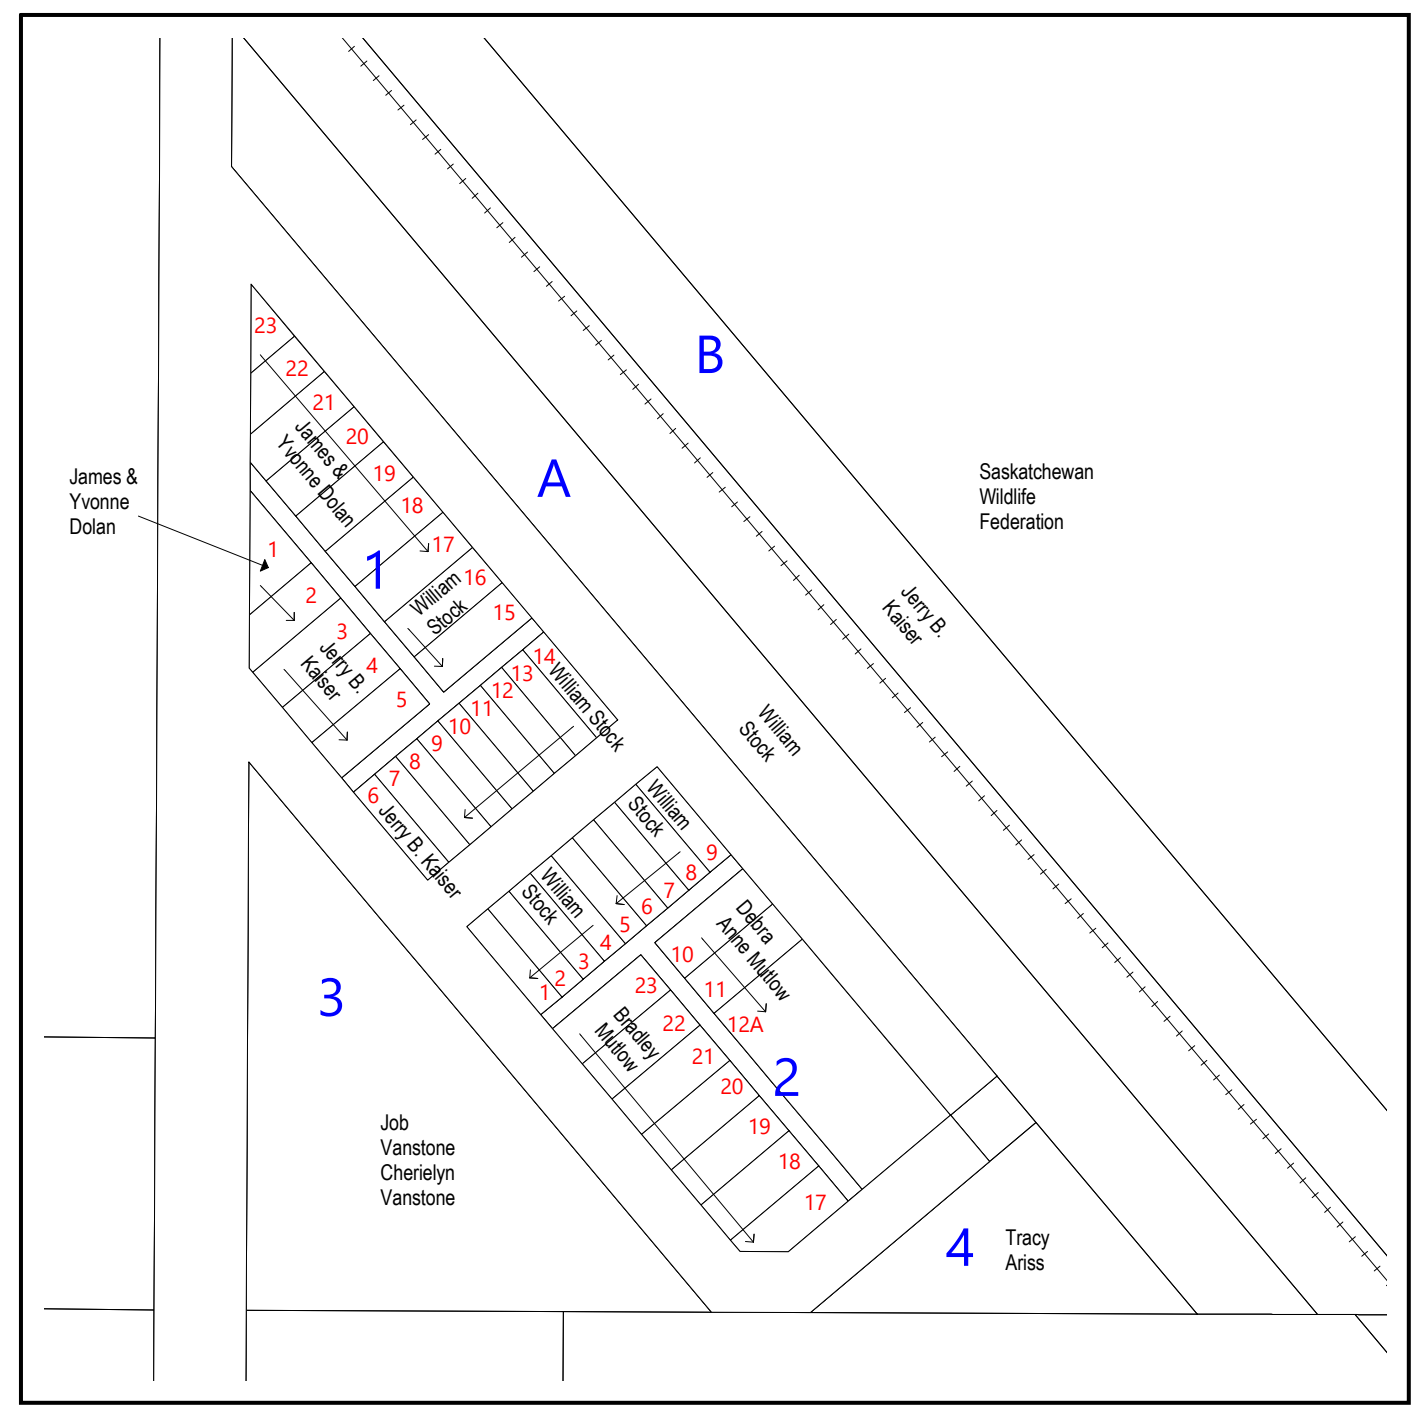 B
A
23
22
21
20
19
18
17
16
15
James &
Yvonne Dolan
1
William
Stock
James &
Yvonne
Dolan
1
2
3
4
5
Jerry B.
Kaiser
14
13
12
11
10
9
8
7
6
William Stock
Jerry B. Kaiser
Saskatchewan
Wildlife
Federation
Jerry B.
Kaiser
William
Stock
William
Stock
William
Stock
9
8
7
6
5
4
3
2
1
Debra
Anne Mutlow
10
11
12A
2
23
22
21
20
19
18
17
Bradley
Mutlow
3
Job
Vanstone
Cherielyn
Vanstone
4
Tracy
Ariss